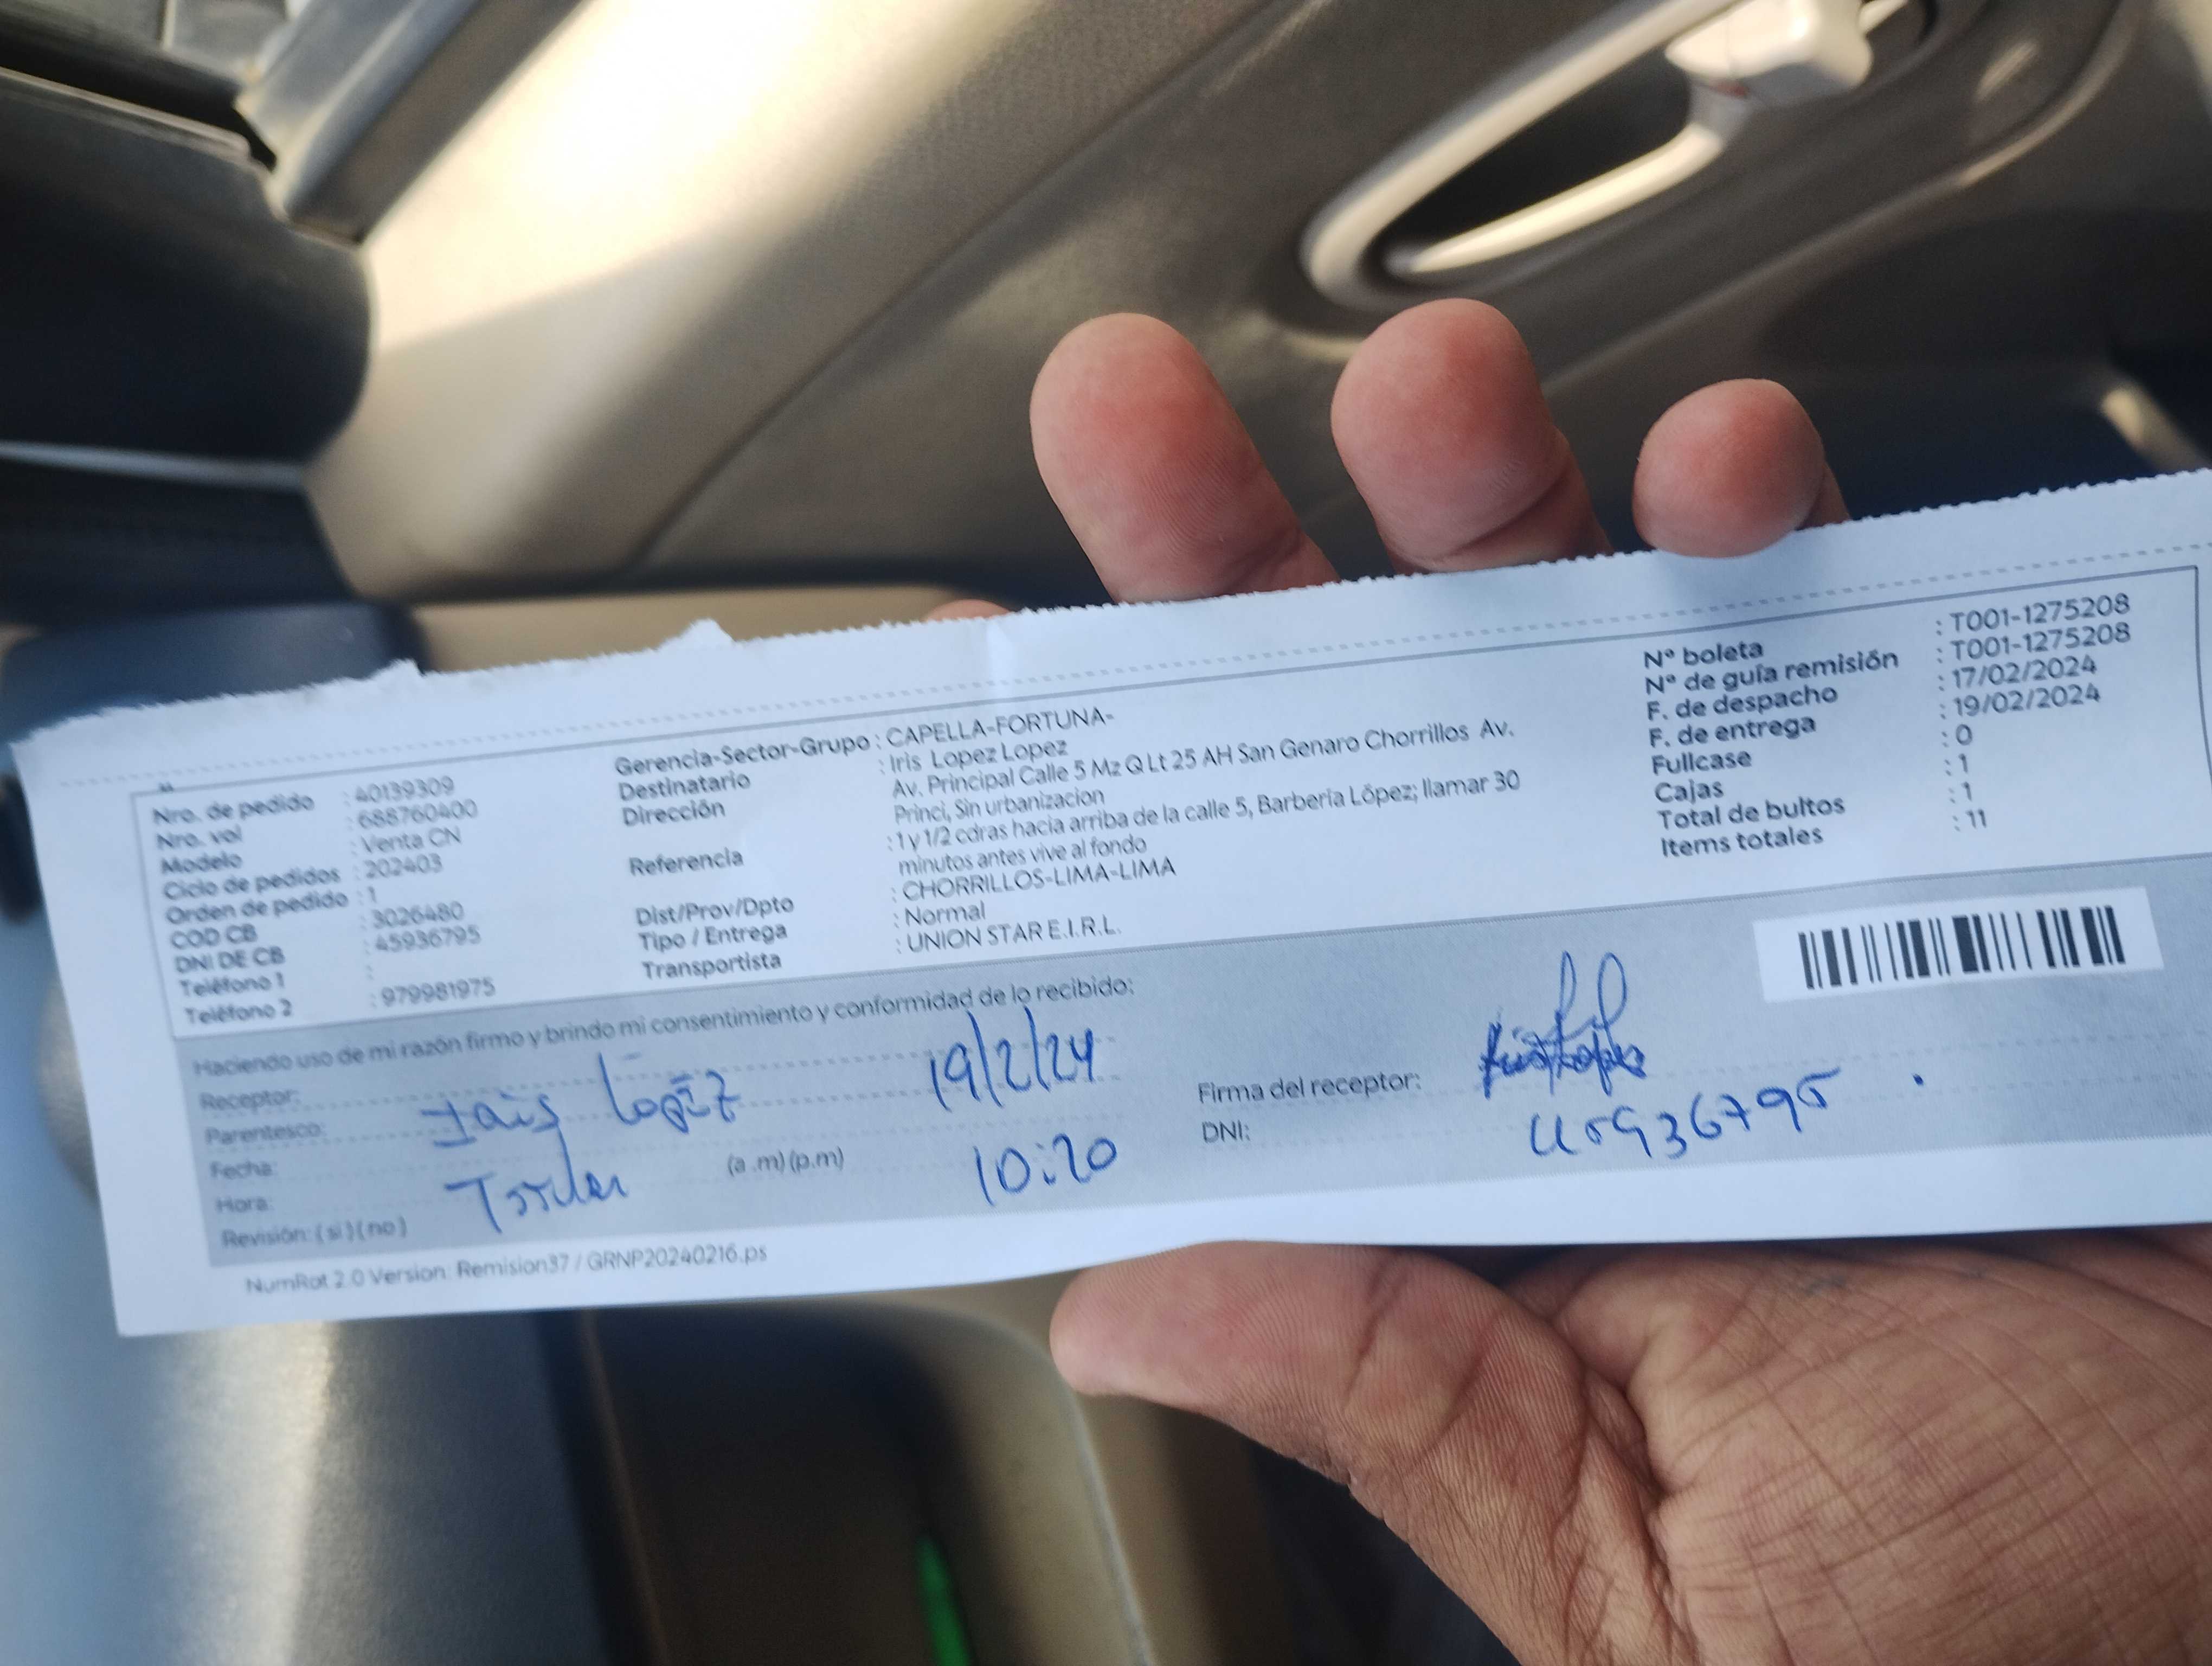 Nro. de pedido : 40139309
Nro. vol : 688760400
Modelo : Venta CN
Ciclo de pedidos : 202403
Orden de pedido : 1
COD CB : 3026480
DNI DE CB : 45936795
Teléfono 1 :
Teléfono 2 : 979981975
Gerencia-Sector-Grupo : CAPELLA-FORTUNA-
Destinatario : Iris Lopez Lopez
Dirección Av. Principal Calle 5 Mz Q Lt 25 AH San Genaro Chorrillos Av.
Princi, Sin urbanizacion
Referencia : 1 y 1/2 cdras hacia arriba de la calle 5, Barbería López; llamar 30
minutos antes vive al fondo
Dist/Prov/Dpto : CHORRILLOS-LIMA-LIMA
Tipo / Entrega : Normal
Transportista : UNION STAR E.I.R.L.
N° boleta : T001-1275208
N° de guía remisión : T001-1275208
F. de despacho : 17/02/2024
F. de entrega : 19/02/2024
Fullcase : 0
Cajas : 1
Total de bultos : 1
Items totales : 11
Haciendo uso de mi razón firmo y brindo mi consentimiento y conformidad de lo recibido:
Receptor:
Parentesco: Lopez 19/2/24
Fecha:
Hora: (a .m) (p.m) 10:20
Revisión: ( si ) ( no )
Firma del receptor:
DNI: 45936795
NumRot 2.0 Version: Remision37 / GRNP20240216.ps